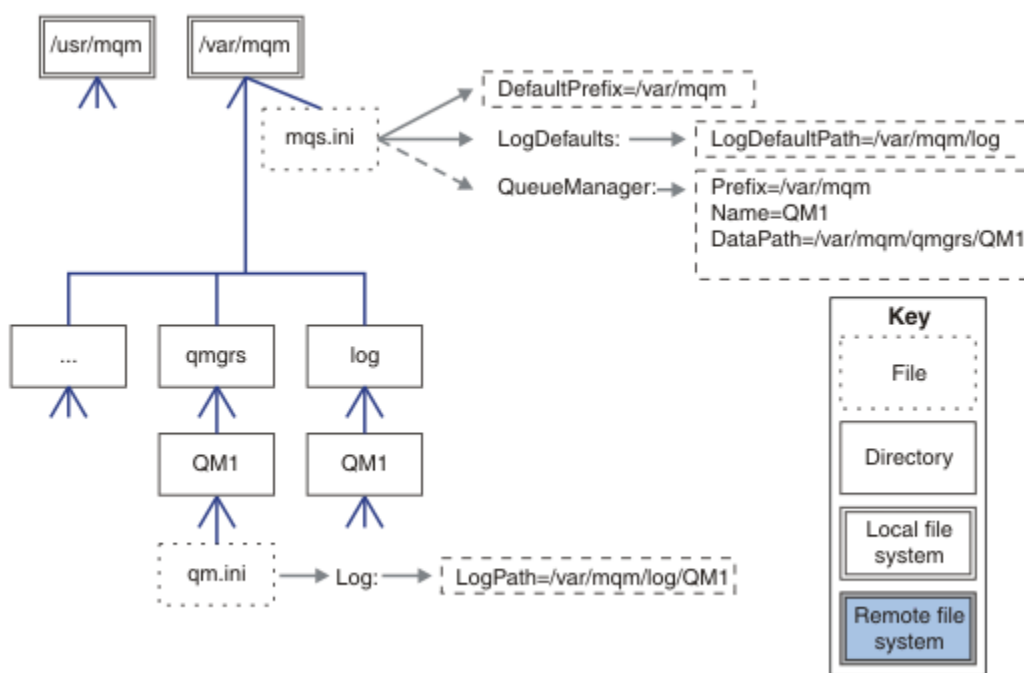 /usr/mqm
/var/mqm
mqs.ini
DefaultPrefix=/var/mqm
LogDefaults:
LogDefaultPath=/var/mqm/log
QueueManager:
Prefix=/var/mqm
Name=QM1
DataPath=/var/mqm/qmgrs/QM1
...
qmgrs
log
QM1
QM1
qm.ini
Log:
LogPath=/var/mqm/log/QM1
Key
File
Directory
Local file
system
Remote file
system